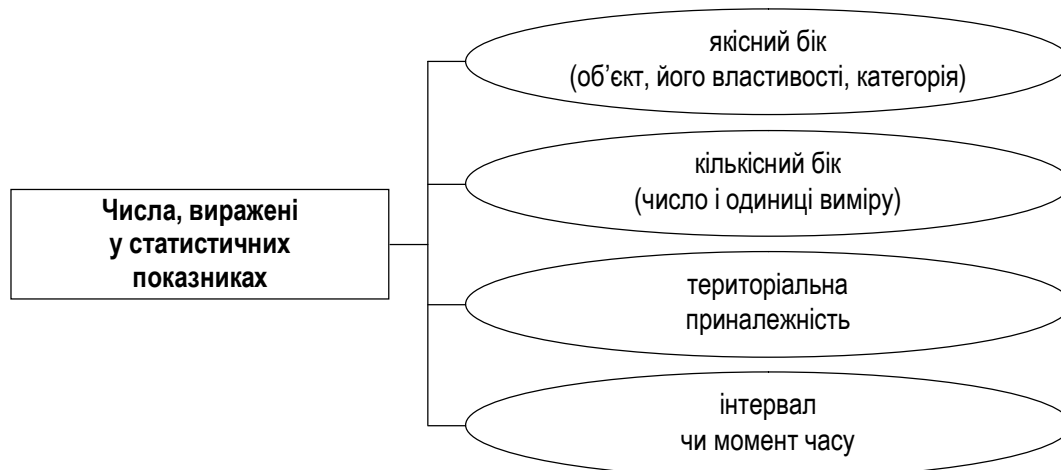 Числа, виражені
у статистичних
показниках
якісний бік
(об’єкт, його властивості, категорія)
кількісний бік
(число і одиниці виміру)
територіальна
приналежність
інтервал
чи момент часу